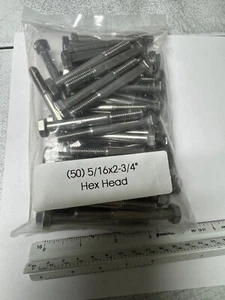 (50) 5/16x2-3/4"
Hex Head